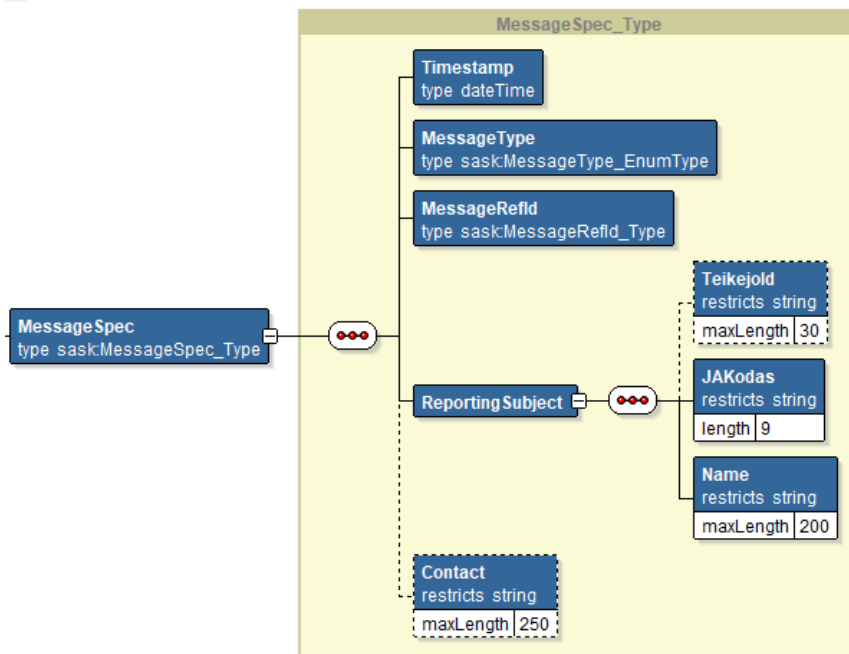 MessageSpec_Type
Timestamp
type dateTime
MessageType
type sask:MessageType_EnumType
MessageRefId
type sask:MessageRefId_Type
TeikejoId
restricts string
maxLength 30
MessageSpec
type sask:MessageSpec_Type
JAKodas
restricts string
length 9
ReportingSubject
Name
restricts string
maxLength 200
Contact
restricts string
maxLength 250